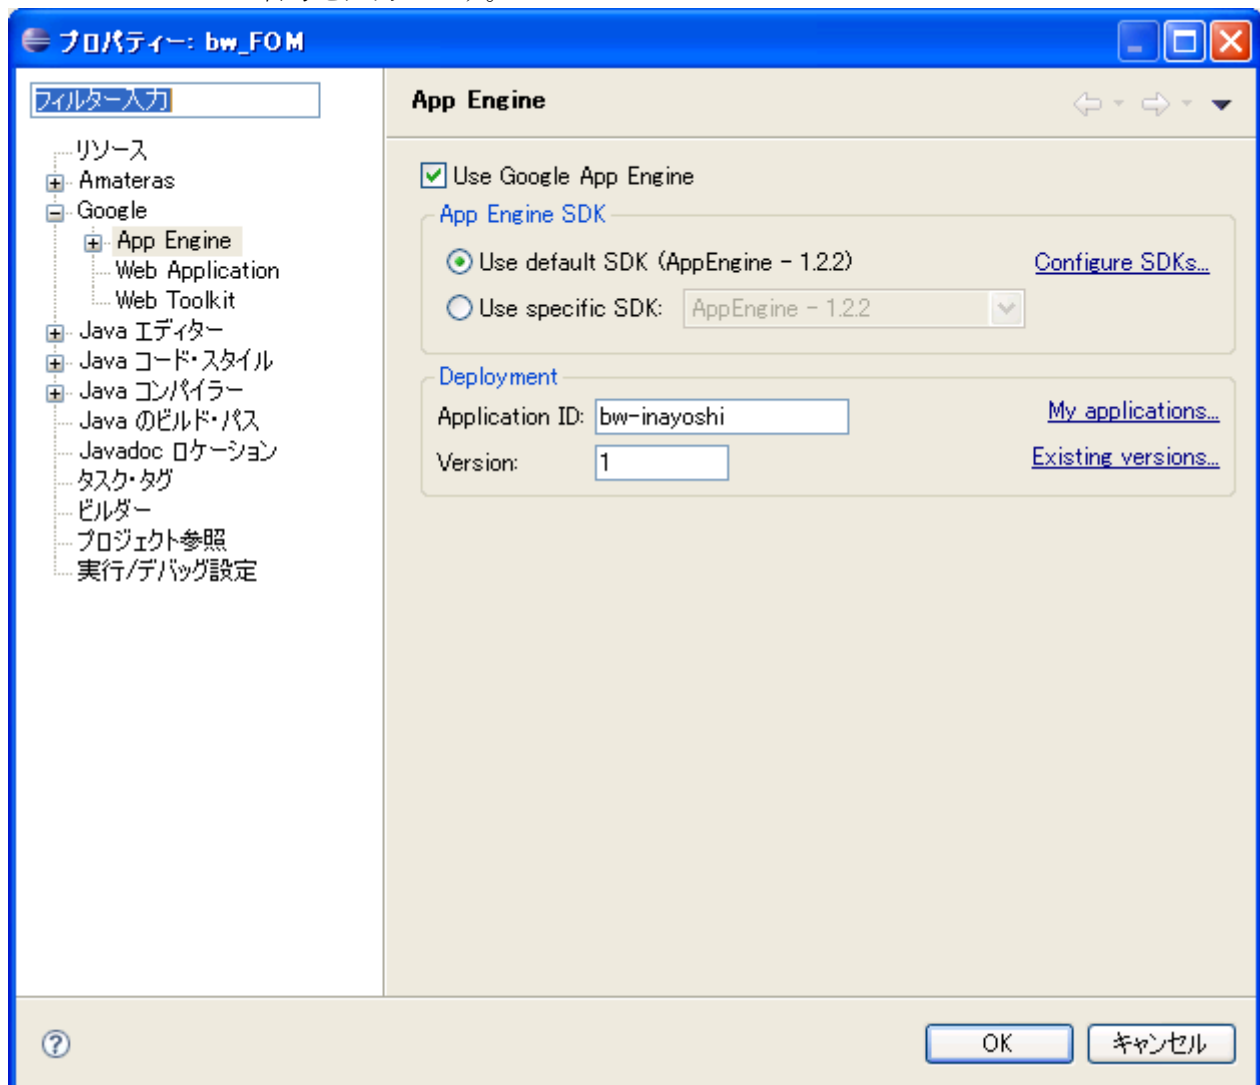 プロパティー: bw_FOM
フィルター入力
App Engine
リソース
Amateras
Google
App Engine
Web Application
Web Toolkit
Java エディター
Java コード・スタイル
Java コンパイラー
Java のビルド・パス
Javadoc ロケーション
タスク・タグ
ビルダー
プロジェクト参照
実行/デバッグ設定
Use Google App Engine
App Engine SDK
Use default SDK (AppEngine - 1.2.2)
Configure SDKs...
Use specific SDK: AppEngine - 1.2.2
Deployment
Application ID: bw-inayoshi
My applications...
Version: 1
Existing versions...
OK
キャンセル